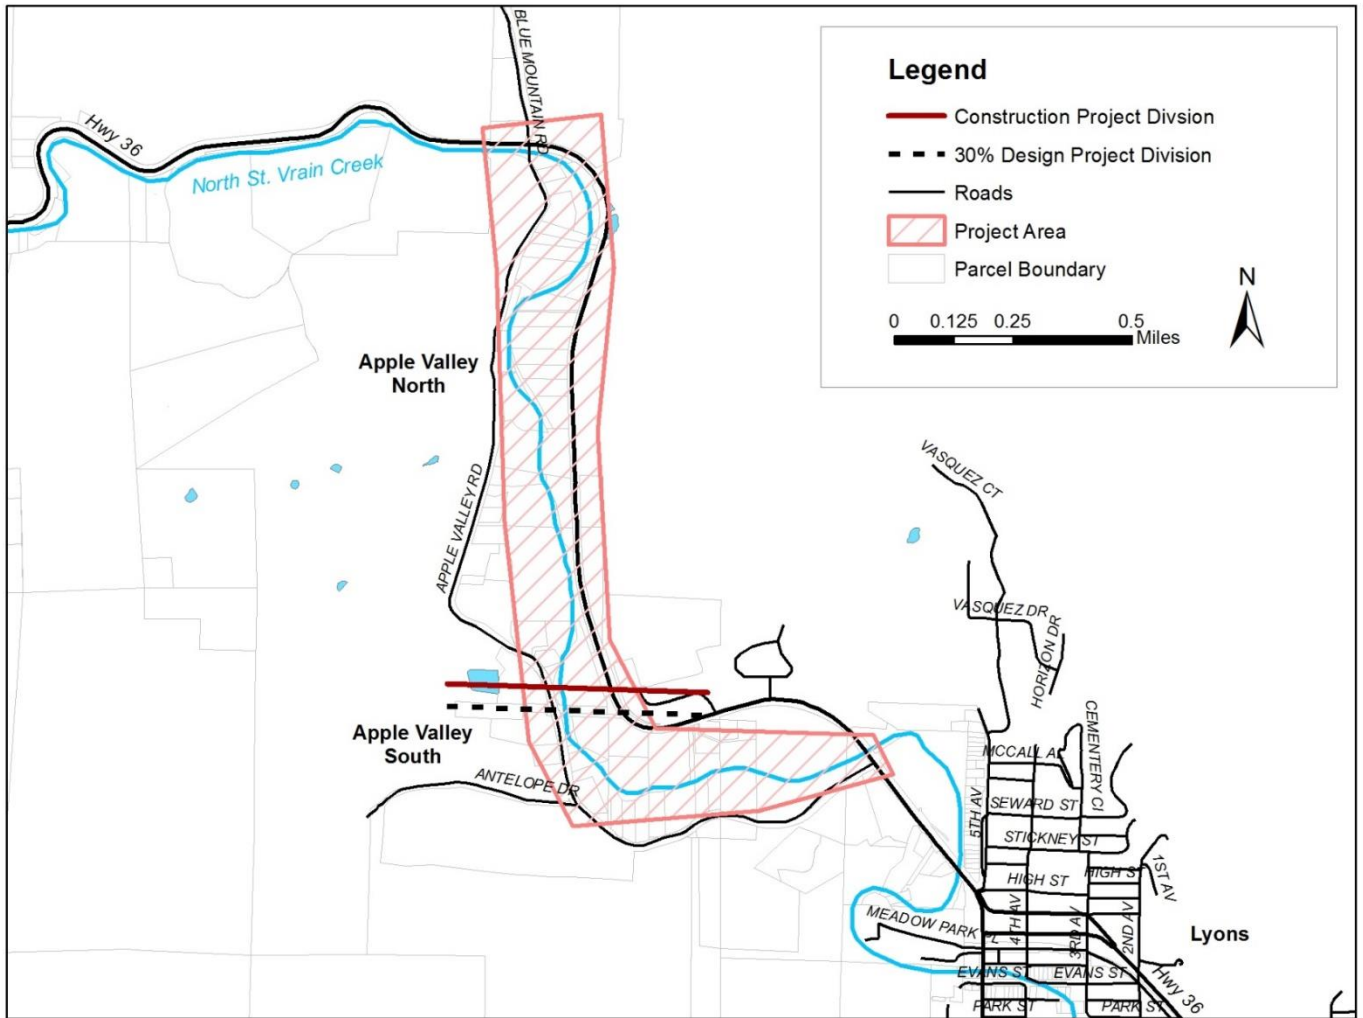 BLUE MOUNTAIN RD
Hwy 36
North St. Vrain Creek
Legend
Construction Project Divsion
30% Design Project Division
Roads
Project Area
Parcel Boundary
N
0 0.125 0.25 0.5
Miles
Apple Valley
North
APPLE VALLEY RD
VASQUEZ CT
VASQUEZ DR
HORIZON DR
Apple Valley
South
ANTELOPE DR
CEMENTERY CI
MCCALL A
5TH AV
SEWARD ST
STICKNEY ST
HIGH ST
HIGH ST
1ST AV
MEADOW PARK PL
4TH AV
3RD AV
2ND AV
Lyons
EVANS ST
EVANS ST
Hwy 36
PARK ST
PARK ST